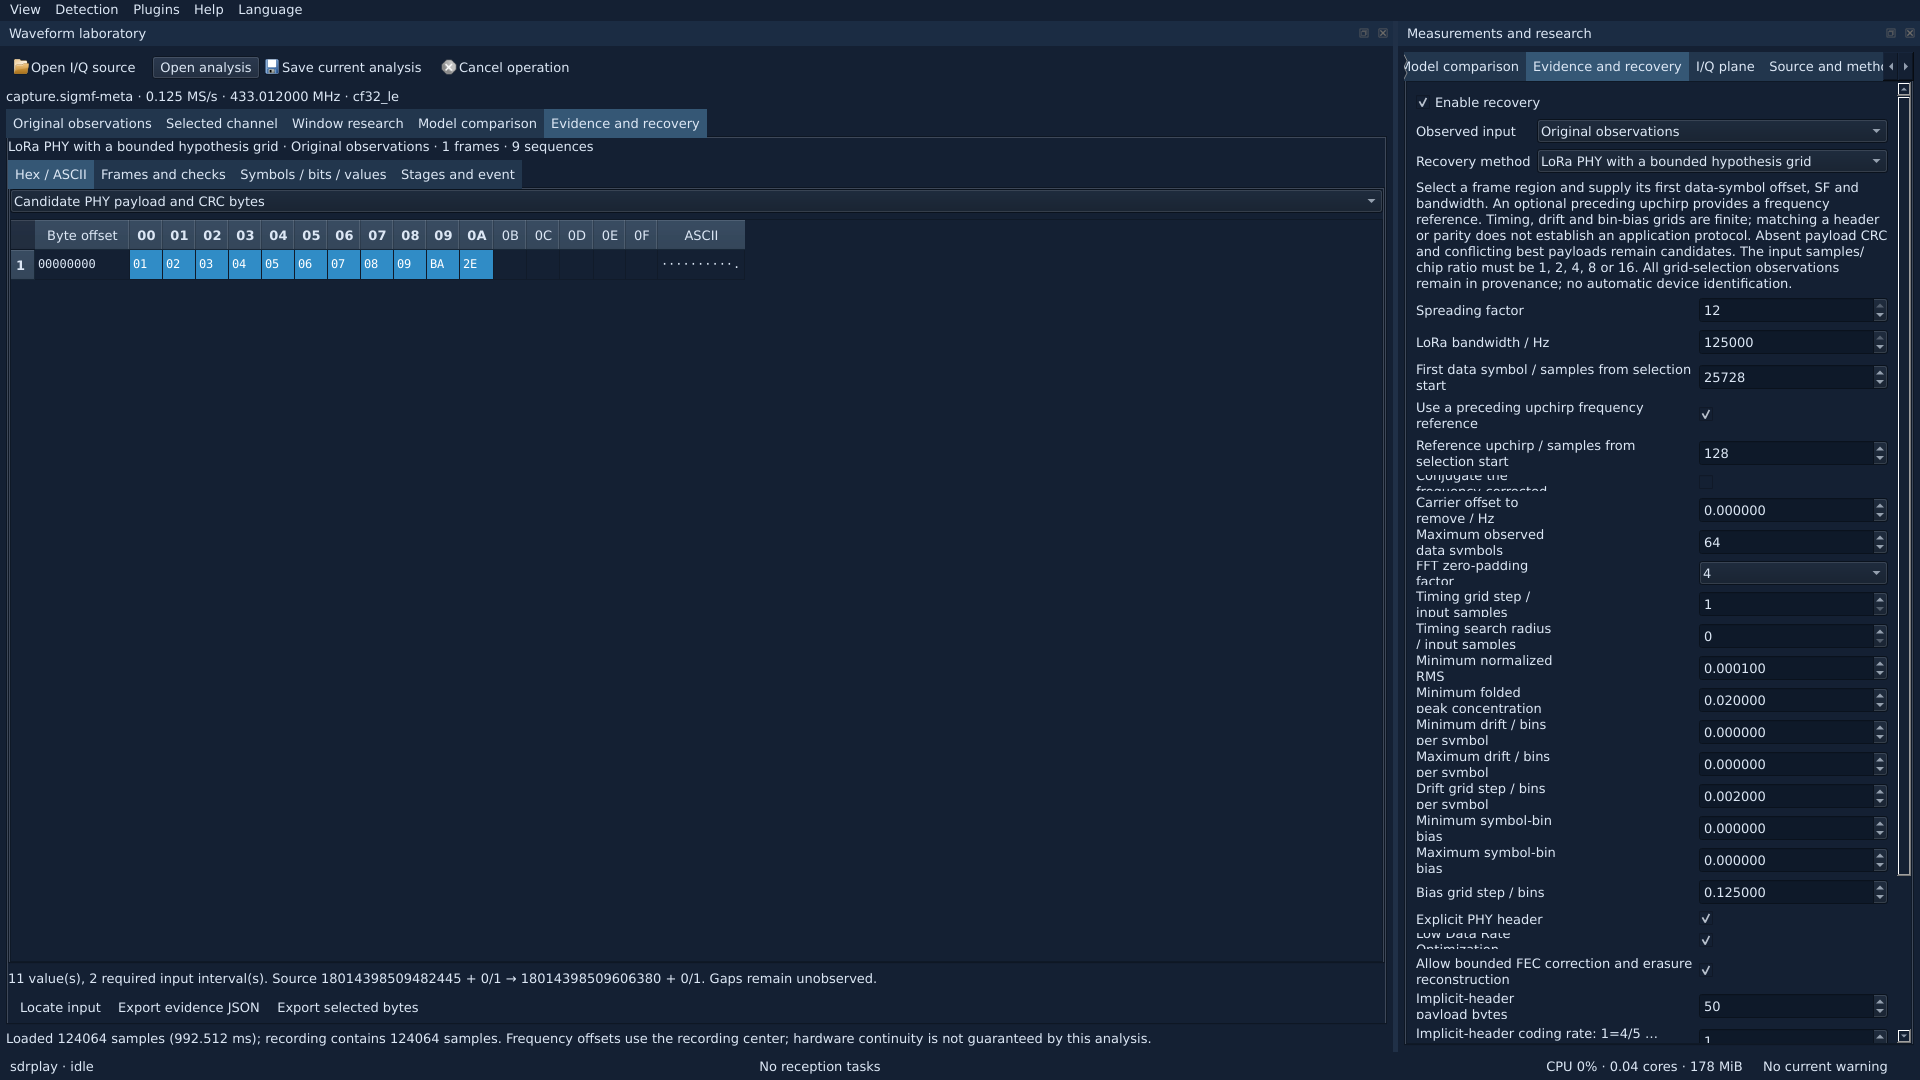 View Detection Plugins Help Language
Waveform laboratory
Open I/Q source Open analysis Save current analysis Cancel operation
capture.sigmf-meta · 0.125 MS/s · 433.012000 MHz · cf32_le
Original observations Selected channel Window research Model comparison Evidence and recovery
LoRa PHY with a bounded hypothesis grid · Original observations · 1 frames · 9 sequences
Hex / ASCII Frames and checks Symbols / bits / values Stages and event
Candidate PHY payload and CRC bytes
Byte offset 00 01 02 03 04 05 06 07 08 09 0A 0B 0C 0D 0E 0F ASCII
1 00000000 01 02 03 04 05 06 07 08 09 BA 2E ··········.
11 value(s), 2 required input interval(s). Source 18014398509482445 + 0/1 → 18014398509606380 + 0/1. Gaps remain unobserved.
Locate input Export evidence JSON Export selected bytes
Loaded 124064 samples (992.512 ms); recording contains 124064 samples. Frequency offsets use the recording center; hardware continuity is not guaranteed by this analysis.
Measurements and research
Model comparison Evidence and recovery I/Q plane Source and metho
Enable recovery
Observed input Original observations
Recovery method LoRa PHY with a bounded hypothesis grid
Select a frame region and supply its first data-symbol offset, SF and
bandwidth. An optional preceding upchirp provides a frequency
reference. Timing, drift and bin-bias grids are finite; matching a header
or parity does not establish an application protocol. Absent payload CRC
and conflicting best payloads remain candidates. The input samples/
chip ratio must be 1, 2, 4, 8 or 16. All grid-selection observations
remain in provenance; no automatic device identification.
Spreading factor 12
LoRa bandwidth / Hz 125000
First data symbol / samples from selection
start 25728
Use a preceding upchirp frequency
reference
Reference upchirp / samples from
selection start 128
Conjugate the
frequency corrected
Carrier offset to
remove / Hz 0.000000
Maximum observed
data symbols 64
FFT zero-padding
factor 4
Timing grid step /
input samples 1
Timing search radius
/ input samples 0
Minimum normalized
RMS 0.000100
Minimum folded
peak concentration 0.020000
Minimum drift / bins
per symbol 0.000000
Maximum drift / bins
per symbol 0.000000
Drift grid step / bins
per symbol 0.002000
Minimum symbol-bin
bias 0.000000
Maximum symbol-bin
bias 0.000000
Bias grid step / bins 0.125000
Explicit PHY header
Low Data Rate
Optimization
Allow bounded FEC correction and erasure
reconstruction
Implicit-header
payload bytes 50
Implicit-header coding rate: 1=4/5 ... 1
sdrplay · idle No reception tasks CPU 0% · 0.04 cores · 178 MiB No current warning